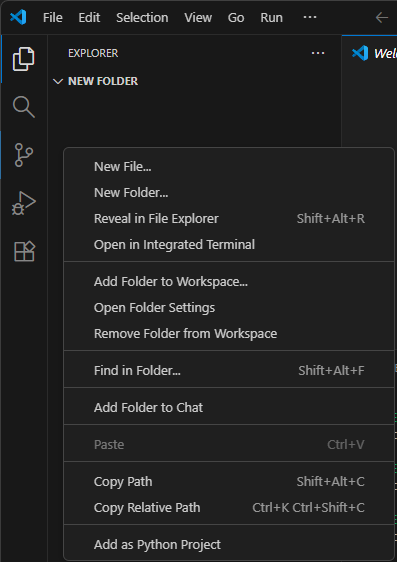 File Edit Selection View Go Run ...
EXPLORER ...
NEW FOLDER
New File...
New Folder...
Reveal in File Explorer Shift+Alt+R
Open in Integrated Terminal
Add Folder to Workspace...
Open Folder Settings
Remove Folder from Workspace
Find in Folder... Shift+Alt+F
Add Folder to Chat
Paste Ctrl+V
Copy Path Shift+Alt+C
Copy Relative Path Ctrl+K Ctrl+Shift+C
Add as Python Project